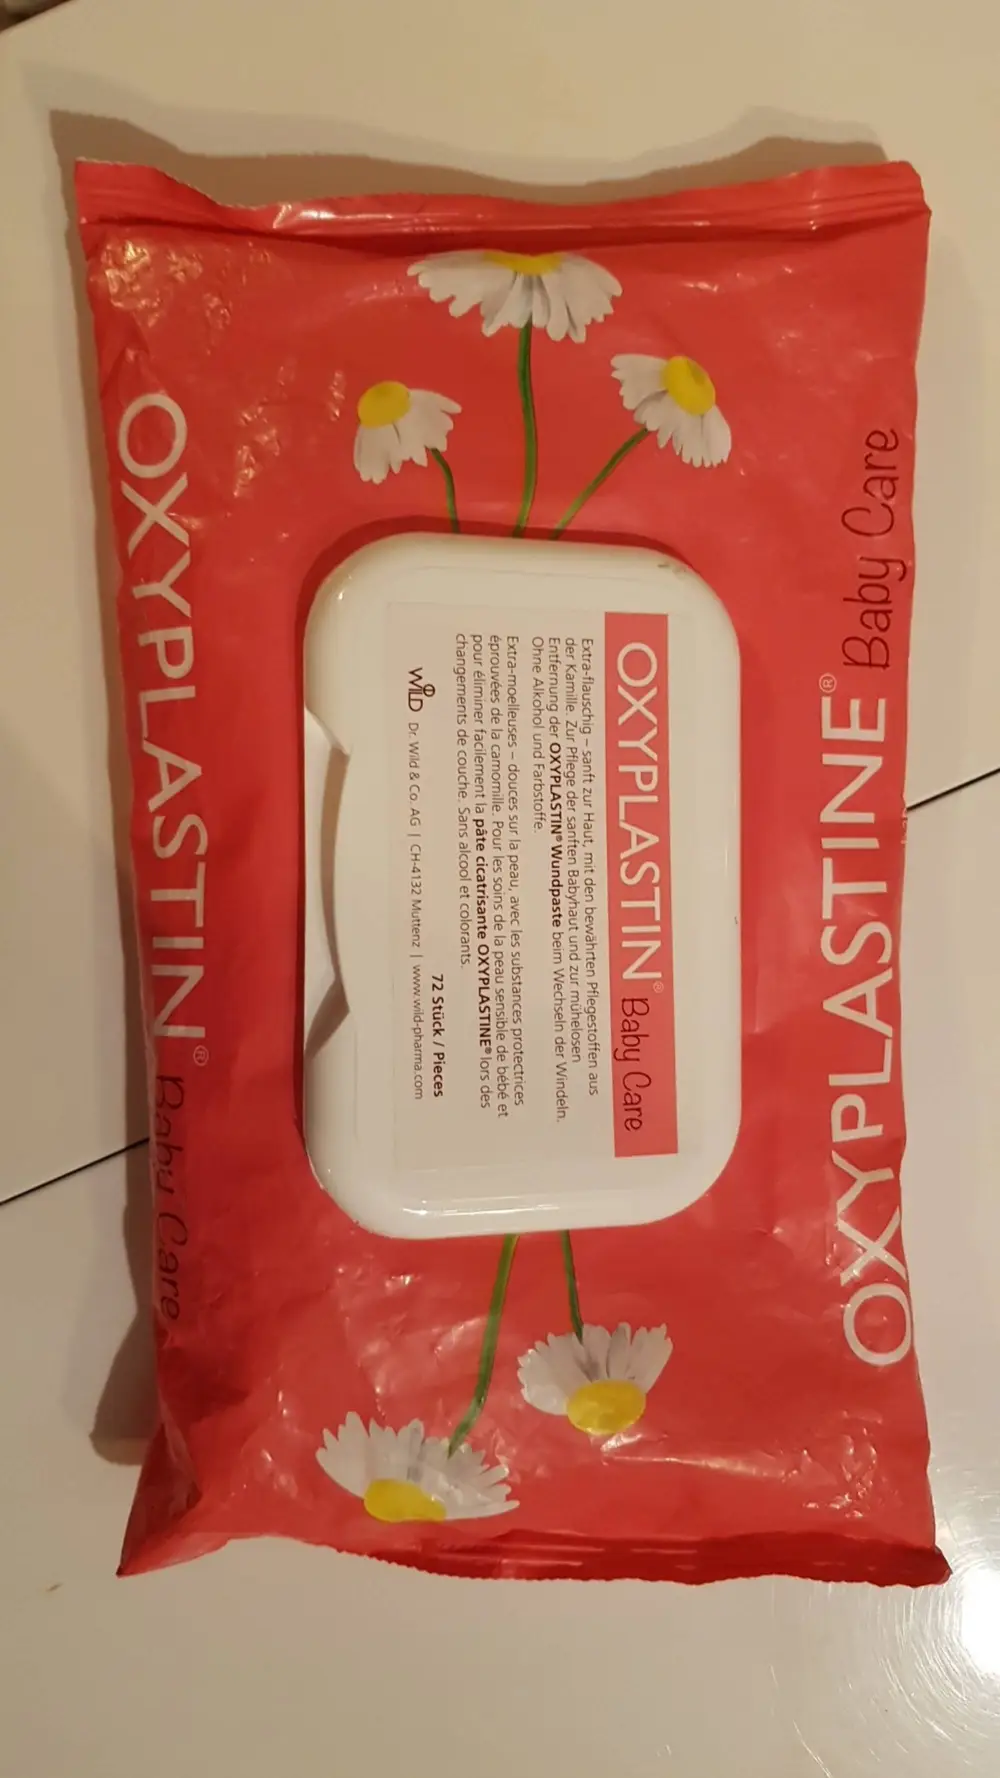 OXYPLASTINE® Baby Care
OXYPLASTIN® Baby Care
Extra-flauschig – sanft zur Haut, mit den bewährten Pflegestoffen aus
der Kamille. Zur Pflege der sanften Babyhaut und zur mühelosen
Entfernung der OXYPLASTIN® Wundpaste beim Wechseln der Windeln.
Ohne Alkohol und Farbstoffe.
Extra-moelleuses – douces sur la peau, avec les substances protectrices
éprouvées de la camomille. Pour les soins de la peau sensible de bébé et
pour éliminer facilement la pâte cicatrisante OXYPLASTINE® lors des
changements de couche. Sans alcool et colorants.
72 Stück / Pieces
WILD Dr. Wild & Co. AG | CH-4132 Muttenz | www.wild-pharma.com
OXYPLASTIN® Baby Care